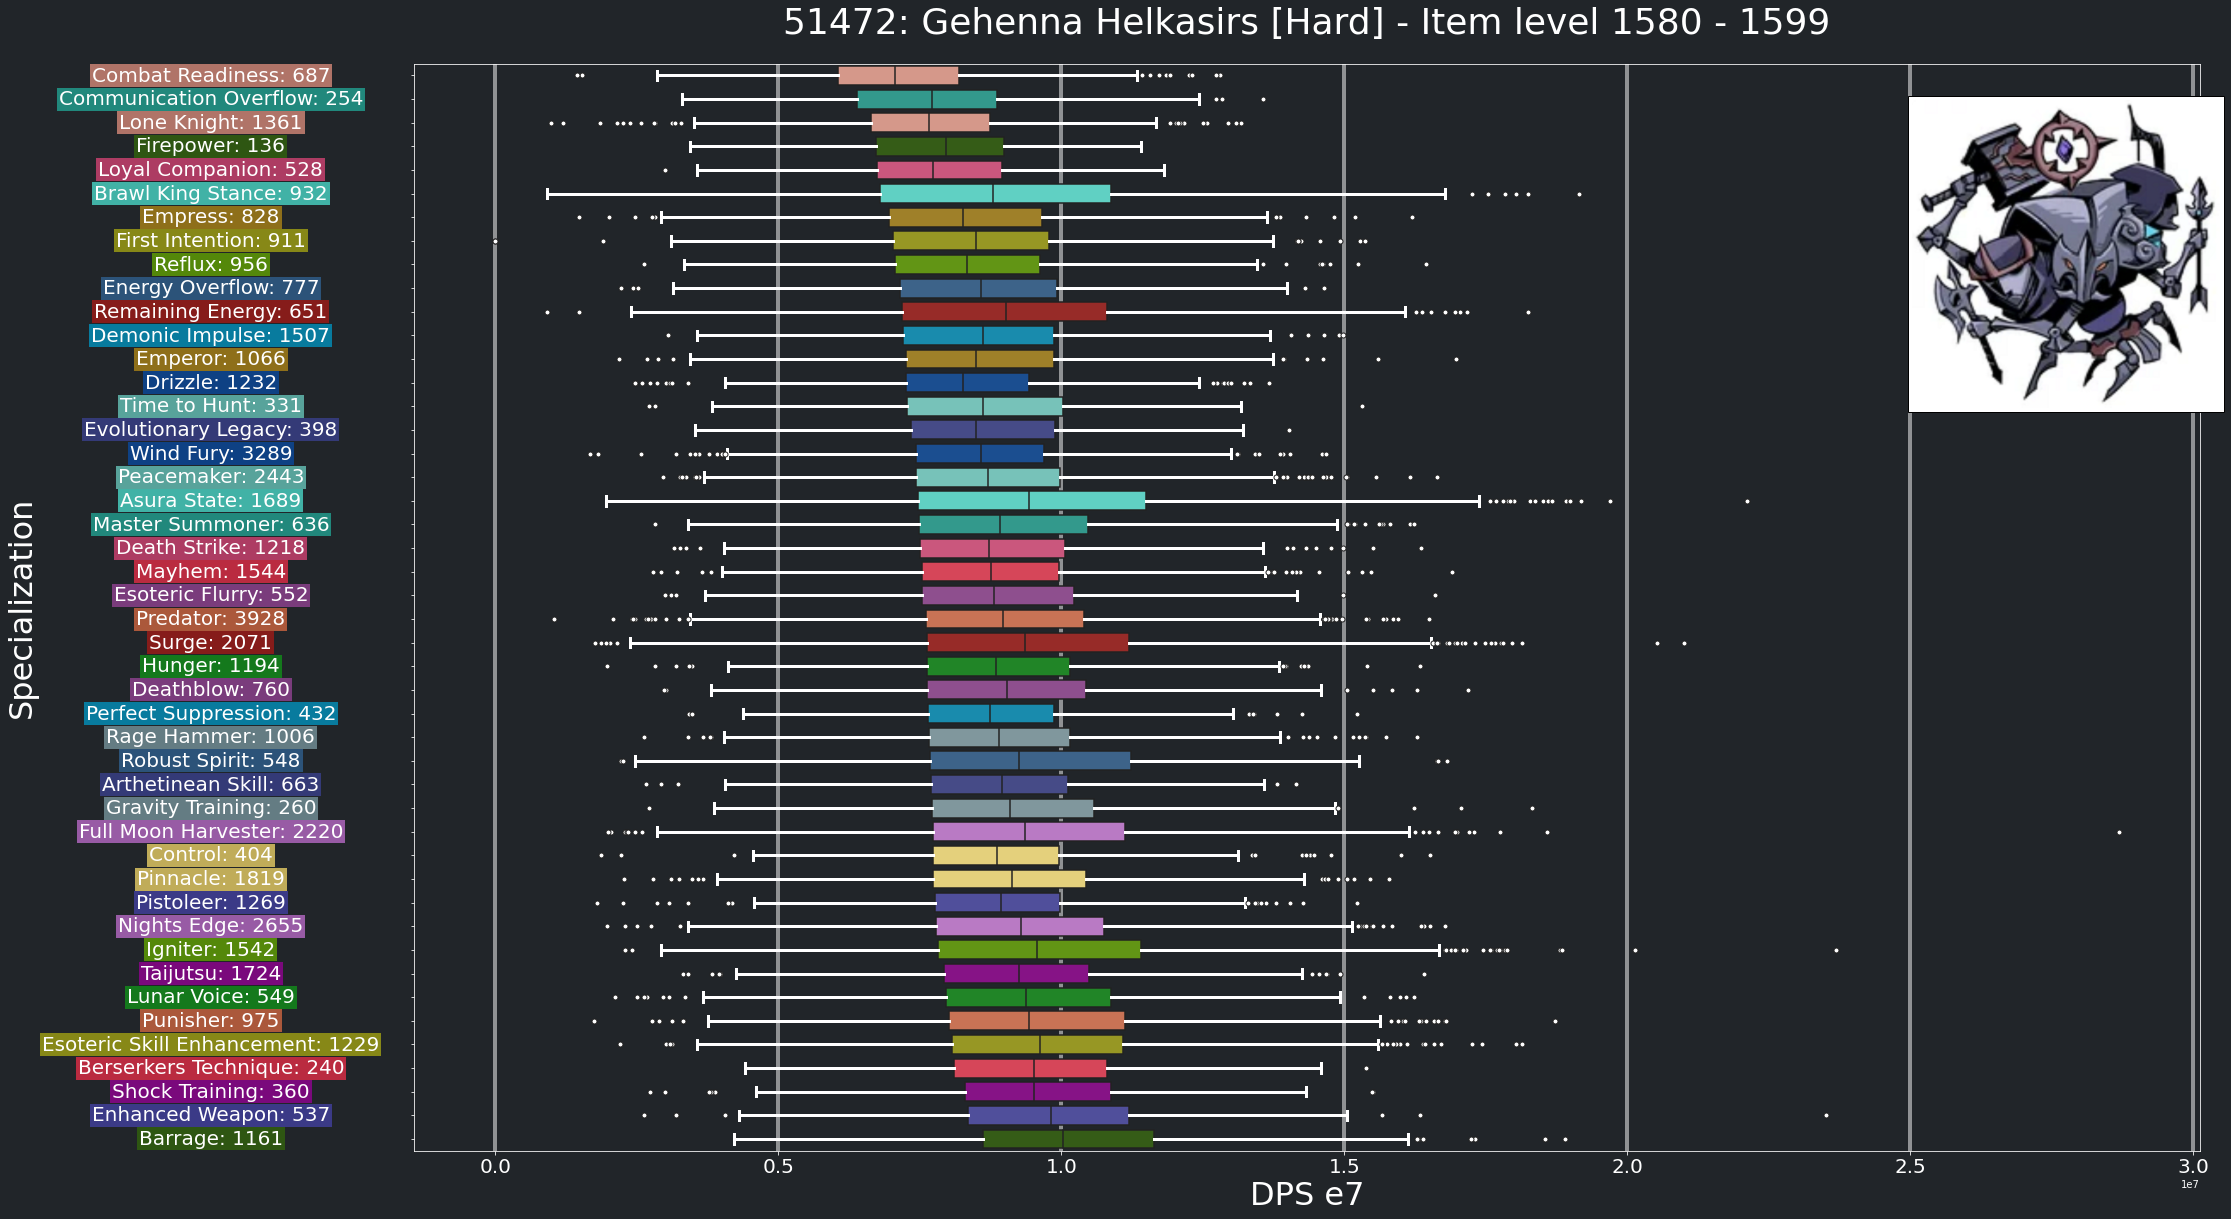 51472: Gehenna Helkasirs [Hard] - Item level 1580 - 1599
Specialization
Combat Readiness: 687
Communication Overflow: 254
Lone Knight: 1361
Firepower: 136
Loyal Companion: 528
Brawl King Stance: 932
Empress: 828
First Intention: 911
Reflux: 956
Energy Overflow: 777
Remaining Energy: 651
Demonic Impulse: 1507
Emperor: 1066
Drizzle: 1232
Time to Hunt: 331
Evolutionary Legacy: 398
Wind Fury: 3289
Peacemaker: 2443
Asura State: 1689
Master Summoner: 636
Death Strike: 1218
Mayhem: 1544
Esoteric Flurry: 552
Predator: 3928
Surge: 2071
Hunger: 1194
Deathblow: 760
Perfect Suppression: 432
Rage Hammer: 1006
Robust Spirit: 548
Arthetinean Skill: 663
Gravity Training: 260
Full Moon Harvester: 2220
Control: 404
Pinnacle: 1819
Pistoleer: 1269
Nights Edge: 2655
Igniter: 1542
Taijutsu: 1724
Lunar Voice: 549
Punisher: 975
Esoteric Skill Enhancement: 1229
Berserkers Technique: 240
Shock Training: 360
Enhanced Weapon: 537
Barrage: 1161
0.0 0.5 1.0 1.5 2.0 2.5 3.0
1e7
DPS e7